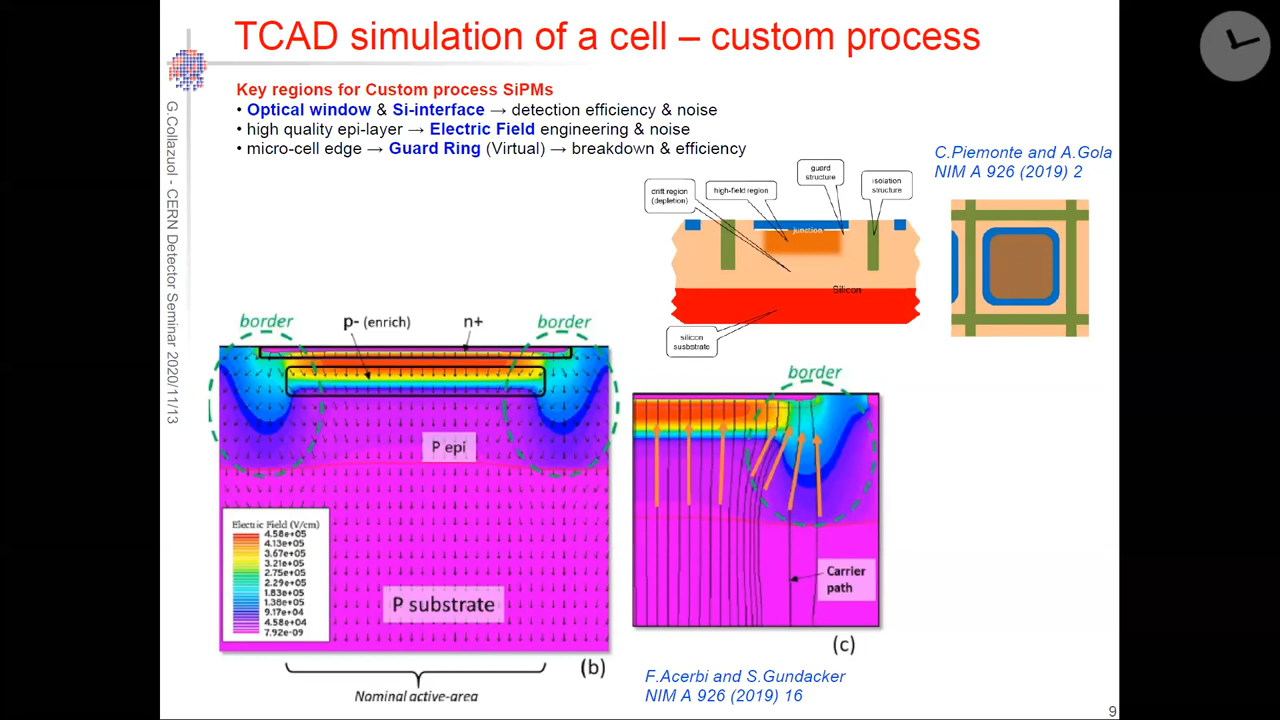 TCAD simulation of a cell – custom process
Key regions for Custom process SiPMs
• Optical window & Si-interface → detection efficiency & noise
• high quality epi-layer → Electric Field engineering & noise
• micro-cell edge → Guard Ring (Virtual) → breakdown & efficiency
G.Collazuol - CERN Detector Seminar 2020/11/13
C.Piemonte and A.Gola
NIM A 926 (2019) 2
drift region
(depletion)
high-field region
guard
structure
isolation
structure
junction
Silicon
silicon
susbstrate
border
p- (enrich)
n+
border
P epi
Electric Field (V/cm)
4.58e+05
4.13e+05
3.67e+05
3.21e+05
2.75e+05
2.29e+05
1.83e+05
1.38e+05
9.17e+04
4.58e+04
7.92e-09
P substrate
(b)
Nominal active-area
border
Carrier
path
(c)
F.Acerbi and S.Gundacker
NIM A 926 (2019) 16
9